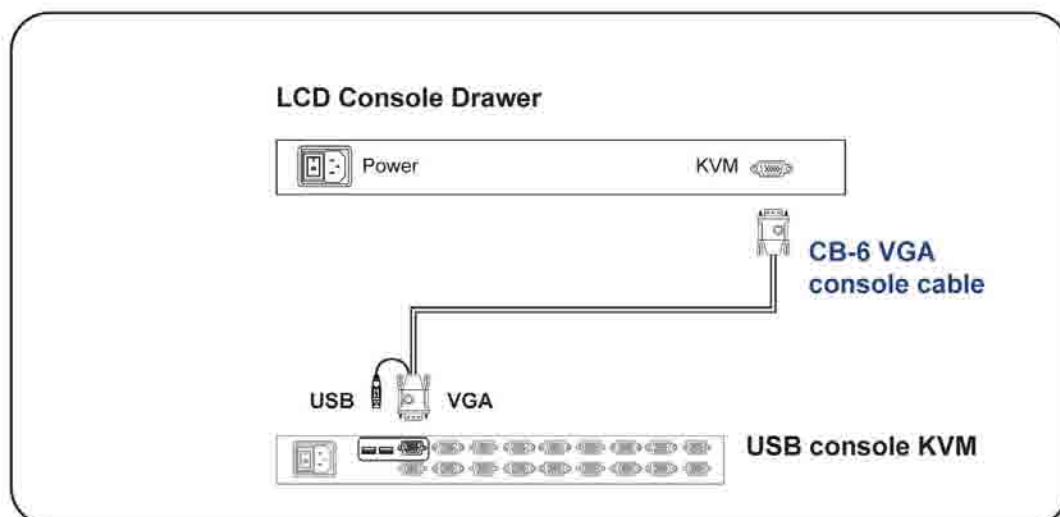 LCD Console Drawer
Power
KVM
CB-6 VGA
console cable
USB
VGA
USB console KVM